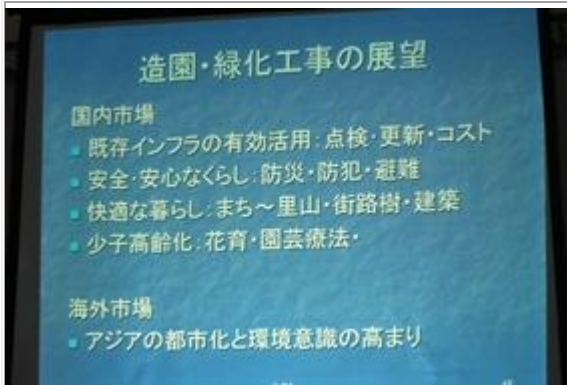 造園・緑化工事の展望
国内市場
■ 既存インフラの有効活用:点検・更新・コスト
■ 安全・安心なくらし:防災・防犯・避難
■ 快適な暮らし:まち~里山・街路樹・建築
■ 少子高齢化:花育・園芸療法・
海外市場
■ アジアの都市化と環境意識の高まり